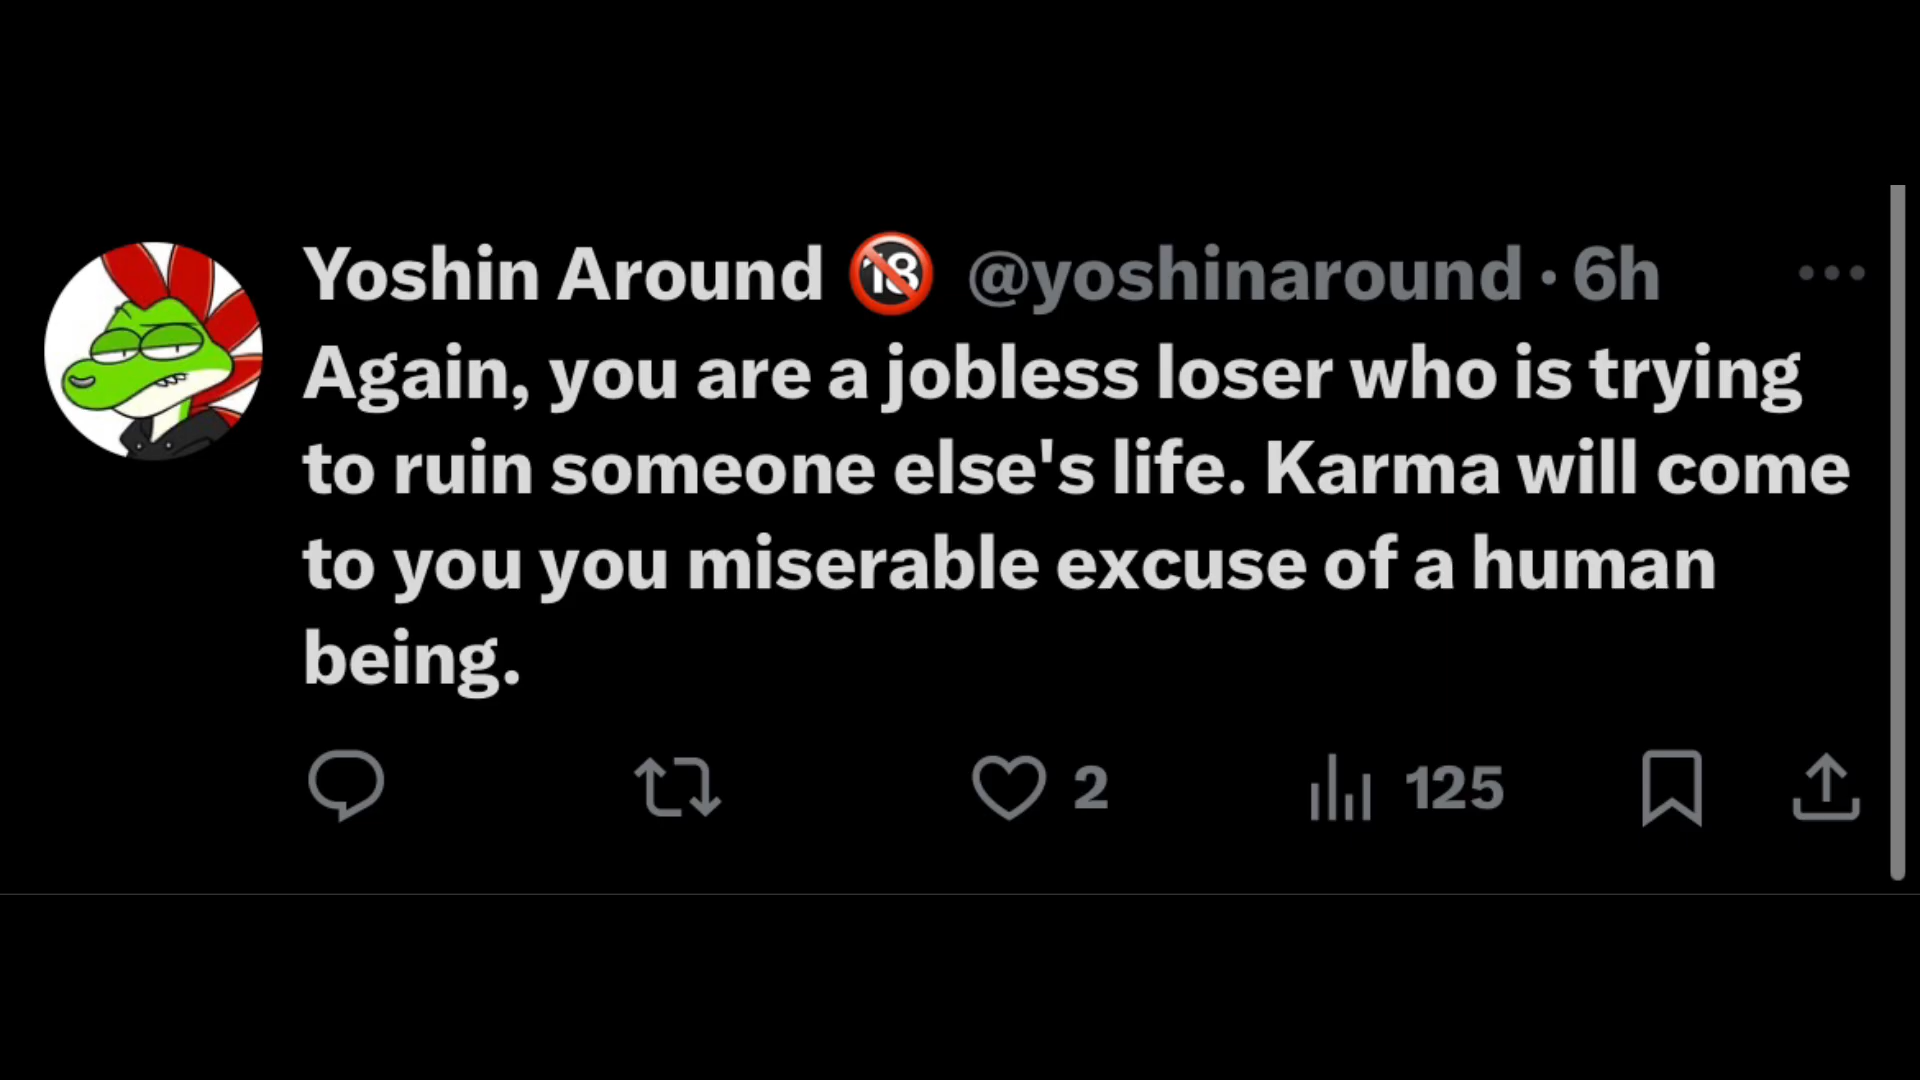 Yoshin Around 🔞 @yoshinaround · 6h
Again, you are a jobless loser who is trying
to ruin someone else's life. Karma will come
to you you miserable excuse of a human
being.
2 125